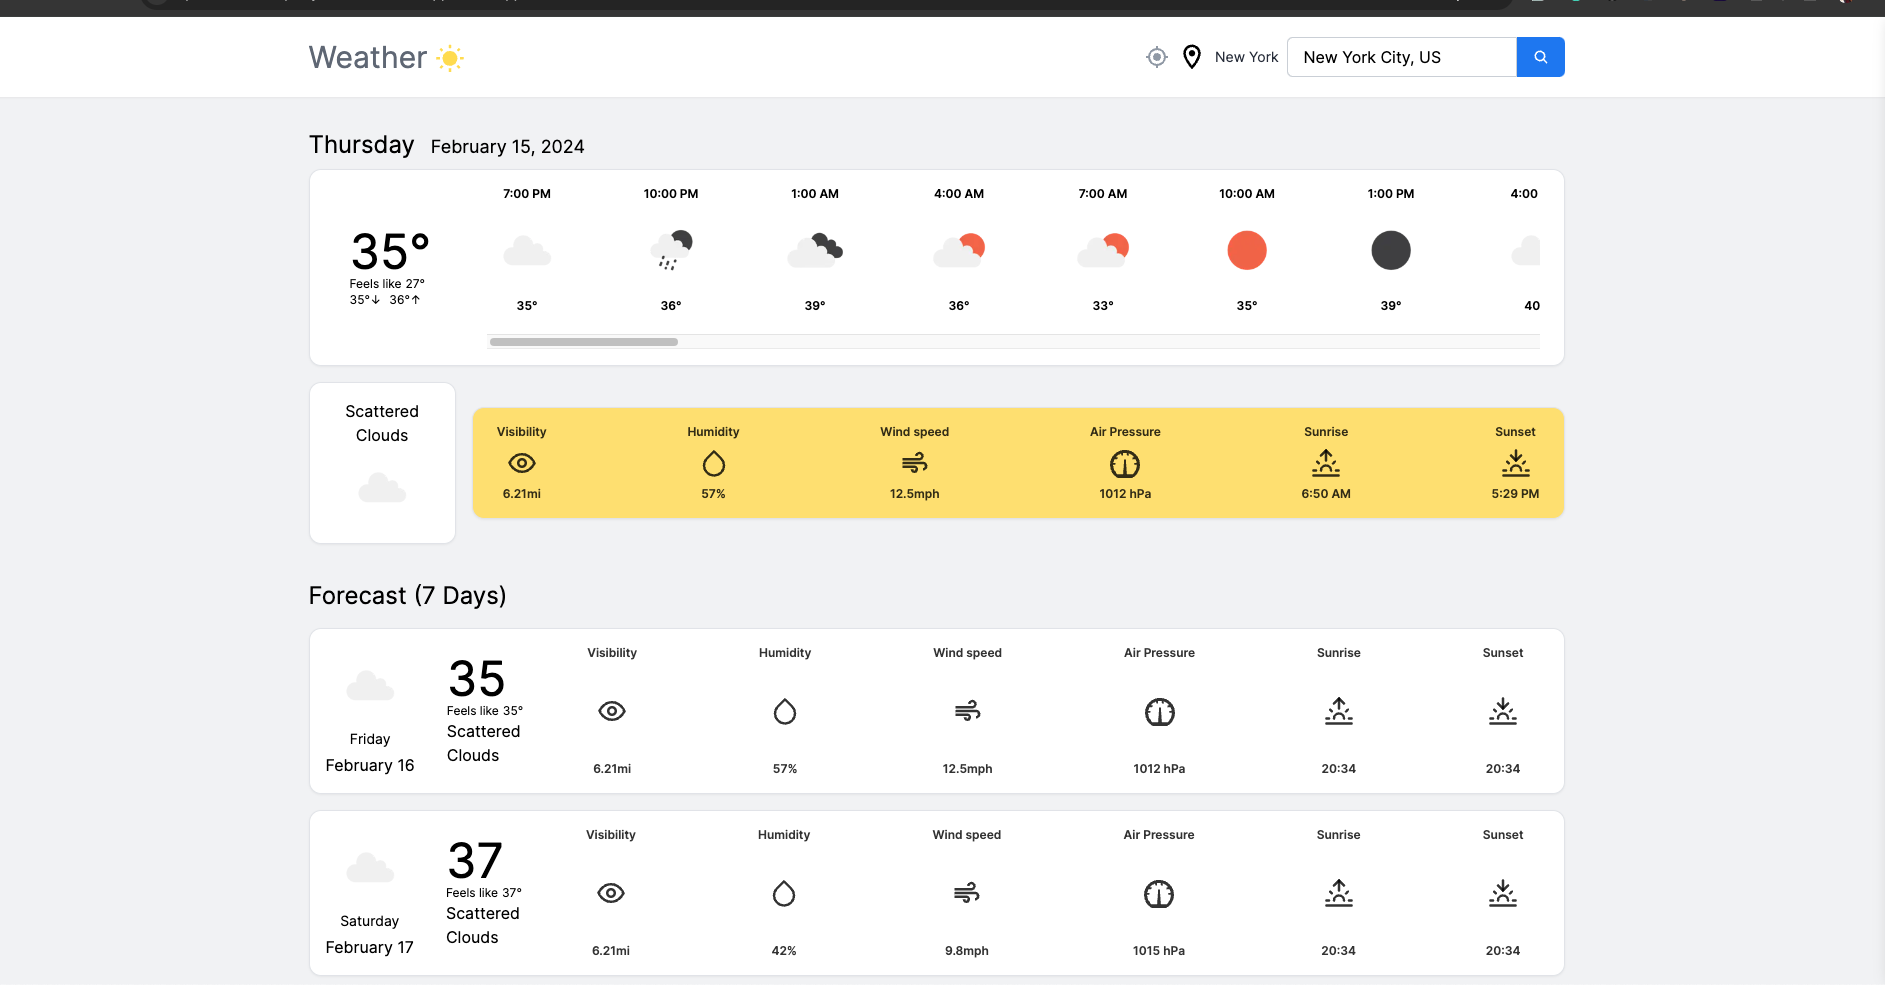 Weather
New York
New York City, US
Thursday February 15, 2024
7:00 PM 10:00 PM 1:00 AM 4:00 AM 7:00 AM 10:00 AM 1:00 PM 4:00
35°
Feels like 27°
35°↓ 36°↑
35° 36° 39° 36° 33° 35° 39° 40
Scattered
Clouds
Visibility Humidity Wind speed Air Pressure Sunrise Sunset
6.21mi 57% 12.5mph 1012 hPa 6:50 AM 5:29 PM
Forecast (7 Days)
Friday
February 16
35
Feels like 35°
Scattered
Clouds
Visibility Humidity Wind speed Air Pressure Sunrise Sunset
6.21mi 57% 12.5mph 1012 hPa 20:34 20:34
Saturday
February 17
37
Feels like 37°
Scattered
Clouds
Visibility Humidity Wind speed Air Pressure Sunrise Sunset
6.21mi 42% 9.8mph 1015 hPa 20:34 20:34